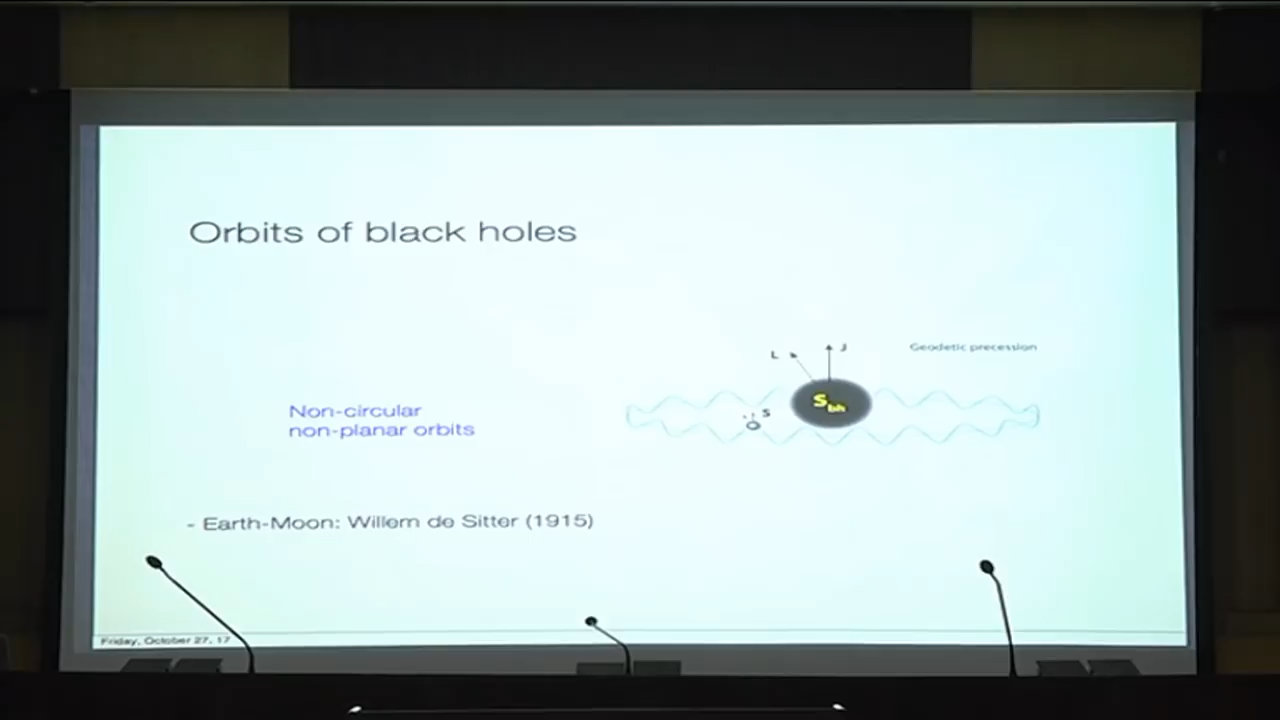 Orbits of black holes
L
J
Geodetic precession
S
S
bh
Non-circular
non-planar orbits
- Earth-Moon: Willem de Sitter (1915)
Friday, October 27, 17